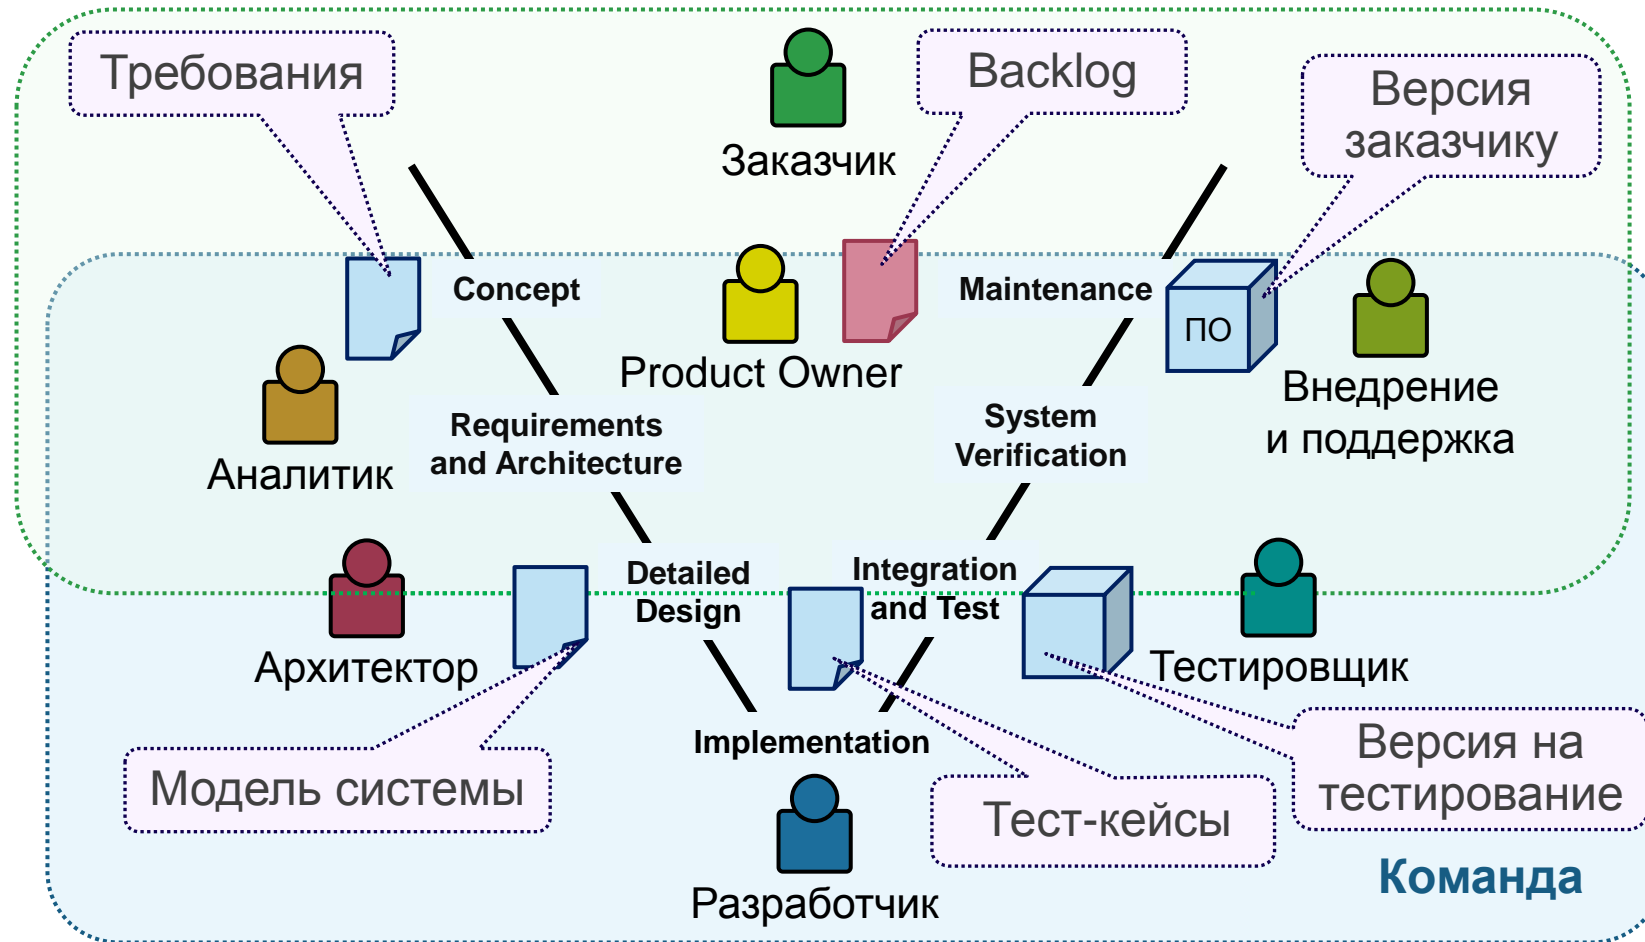 Требования
Backlog
Версия
заказчику
Заказчик
Concept
Maintenance
ПО
Product Owner
Внедрение
и поддержка
Requirements
and Architecture
System
Verification
Аналитик
Detailed
Design
Integration
and Test
Архитектор
Тестировщик
Implementation
Модель системы
Тест-кейсы
Версия на
тестирование
Команда
Разработчик